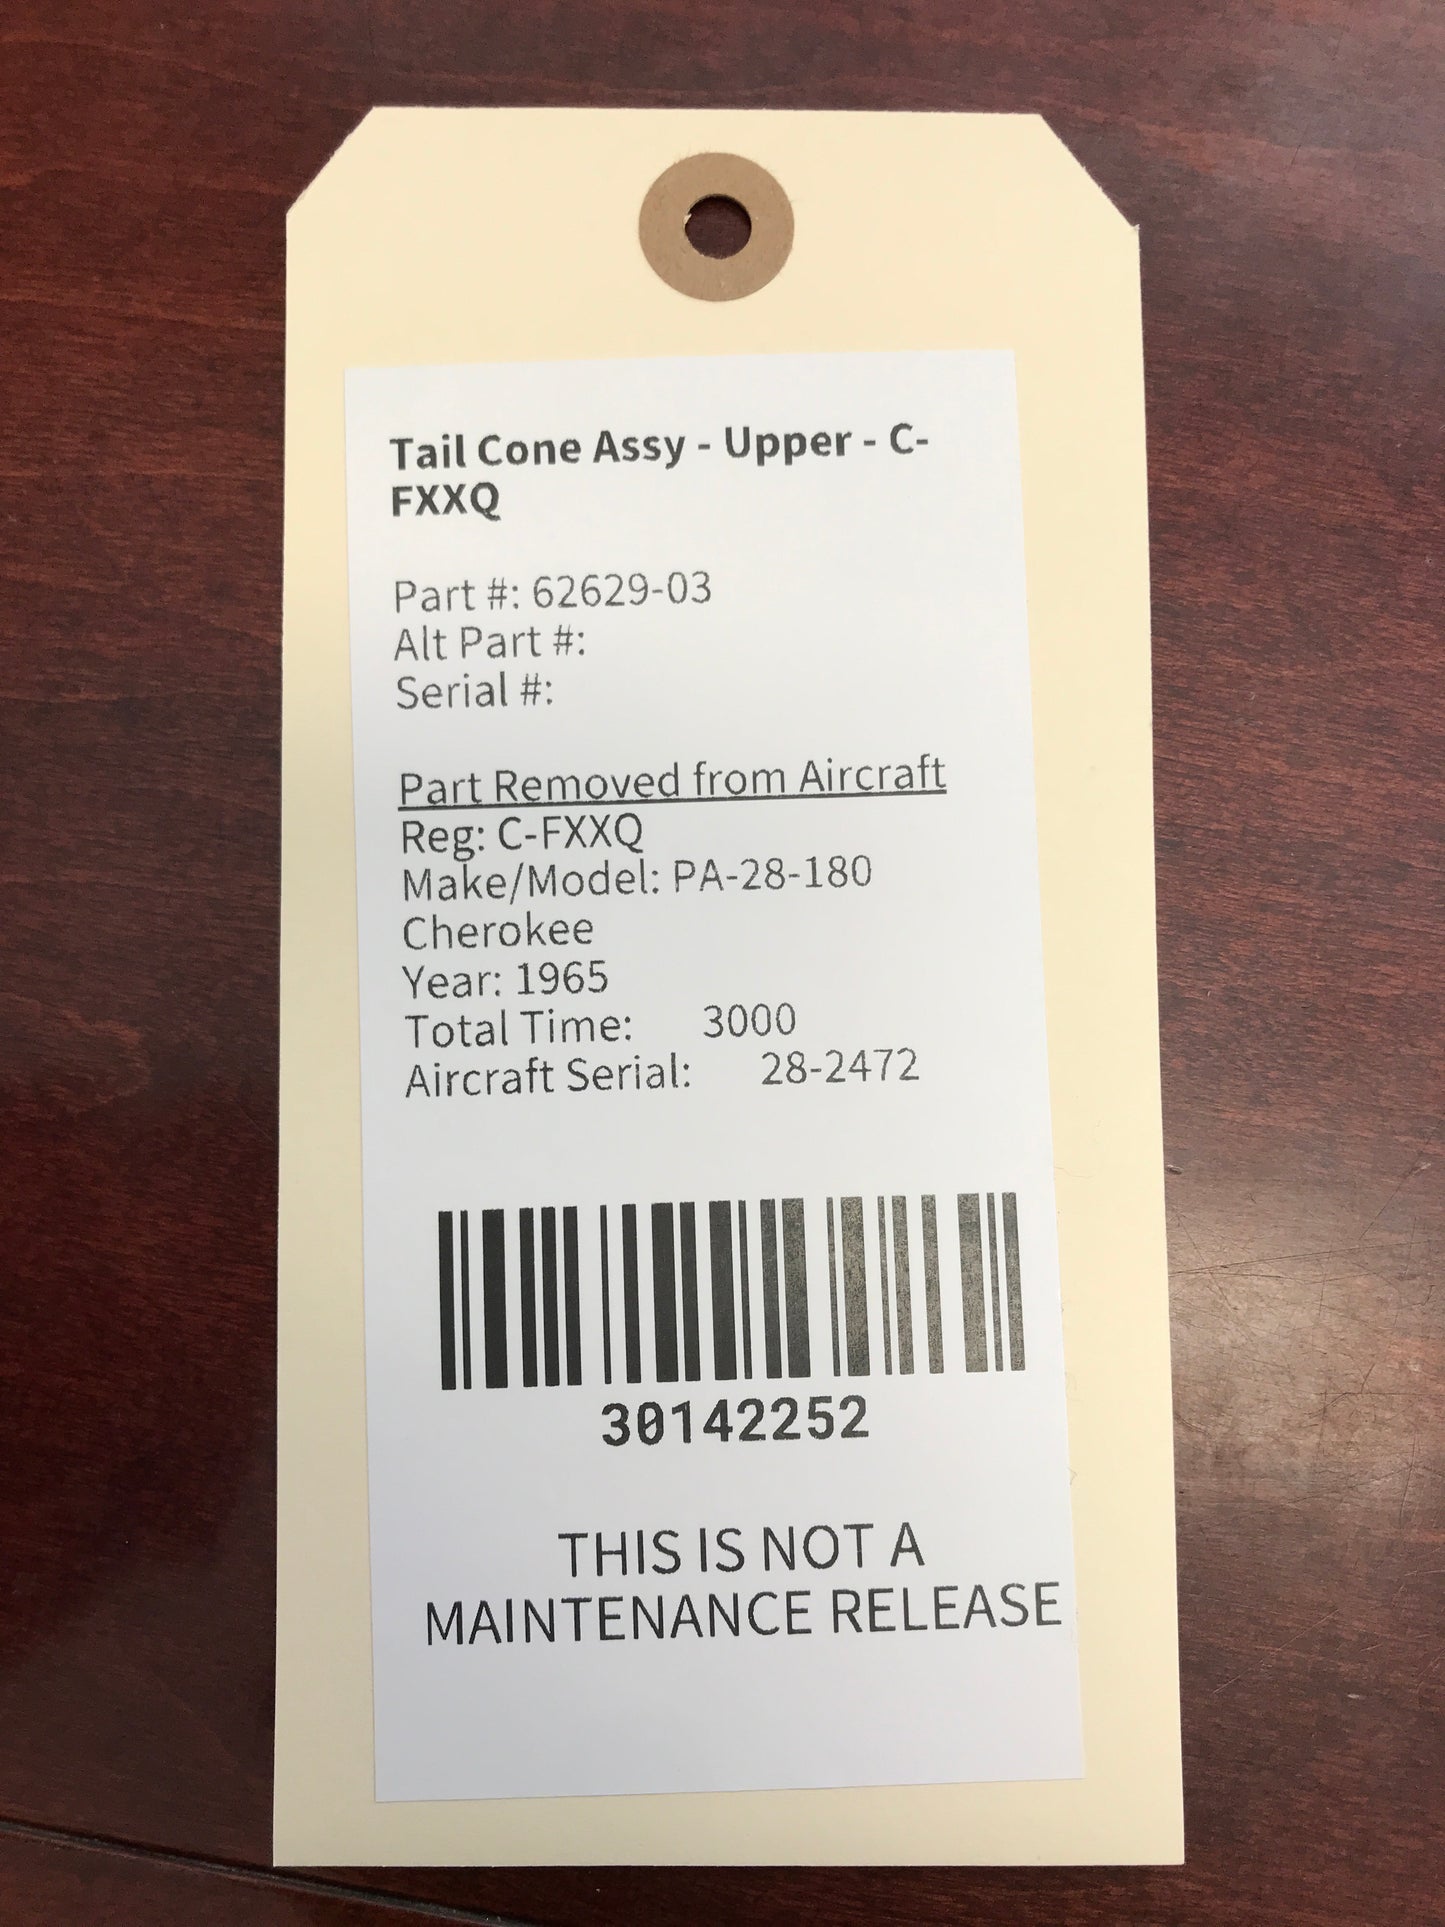 Tail Cone Assy - Upper - C-
FXXQ
Part #: 62629-03
Alt Part #:
Serial #:
Part Removed from Aircraft
Reg: C-FXXQ
Make/Model: PA-28-180
Cherokee
Year: 1965
Total Time: 3000
Aircraft Serial: 28-2472
30142252
THIS IS NOT A
MAINTENANCE RELEASE